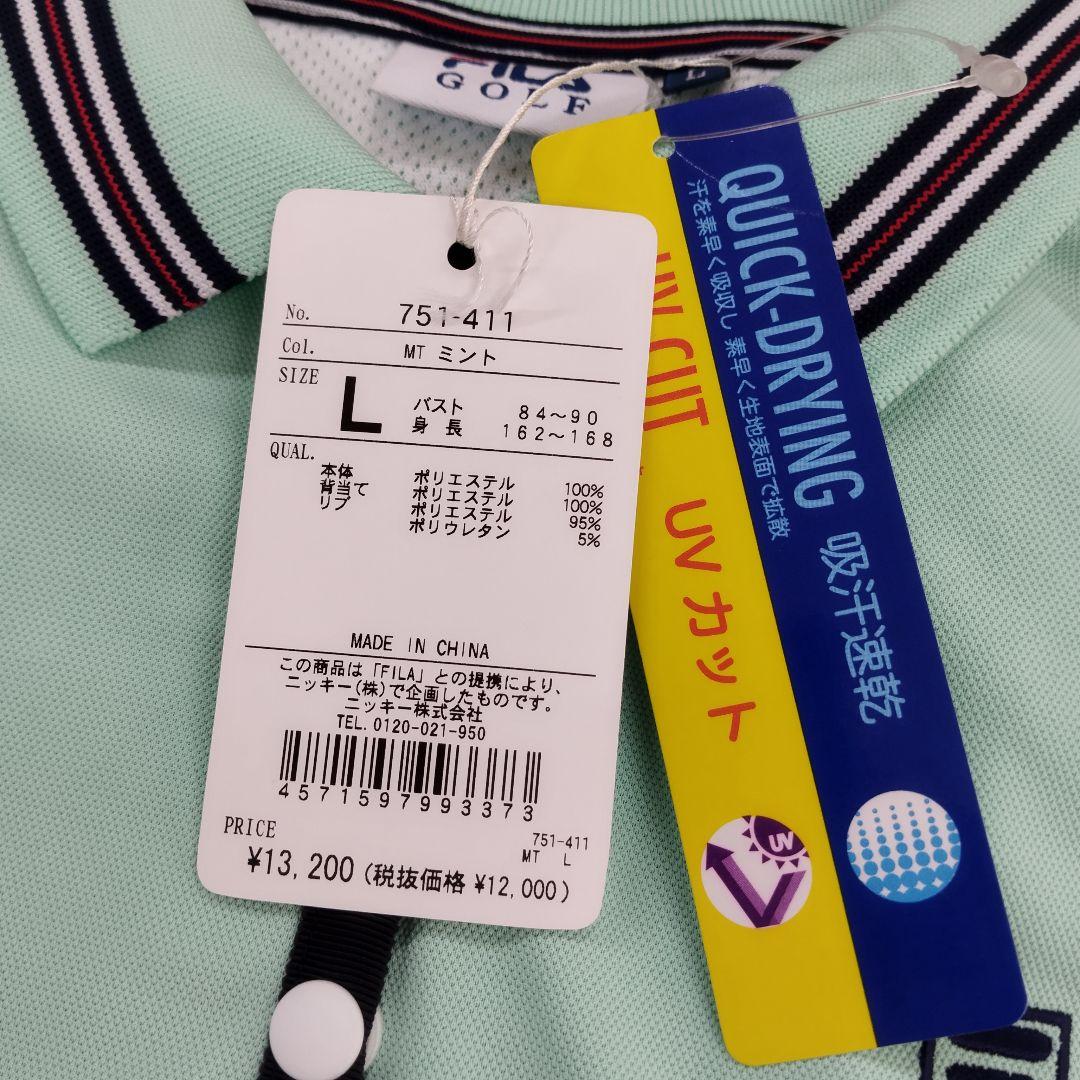 FILA
GOLF
L
No. 751-411
Col. MT ミント
SIZE L バスト 84～90
身長 162～168
QUAL.
本体 ポリエステル 100%
背当て ポリエステル 100%
リブ ポリエステル 95%
ポリウレタン 5%
MADE IN CHINA
この商品は「FILA」との提携により、
ニッキー(株)で企画したものです。
ニッキー株式会社
TEL. 0120-021-950
4571597993373
751-411
MT L
PRICE
¥13,200 (税抜価格 ¥12,000)
UV CUT UVカット
UV
QUICK-DRYING 吸汗速乾
汗を素早く吸収し 素早く生地表面で拡散